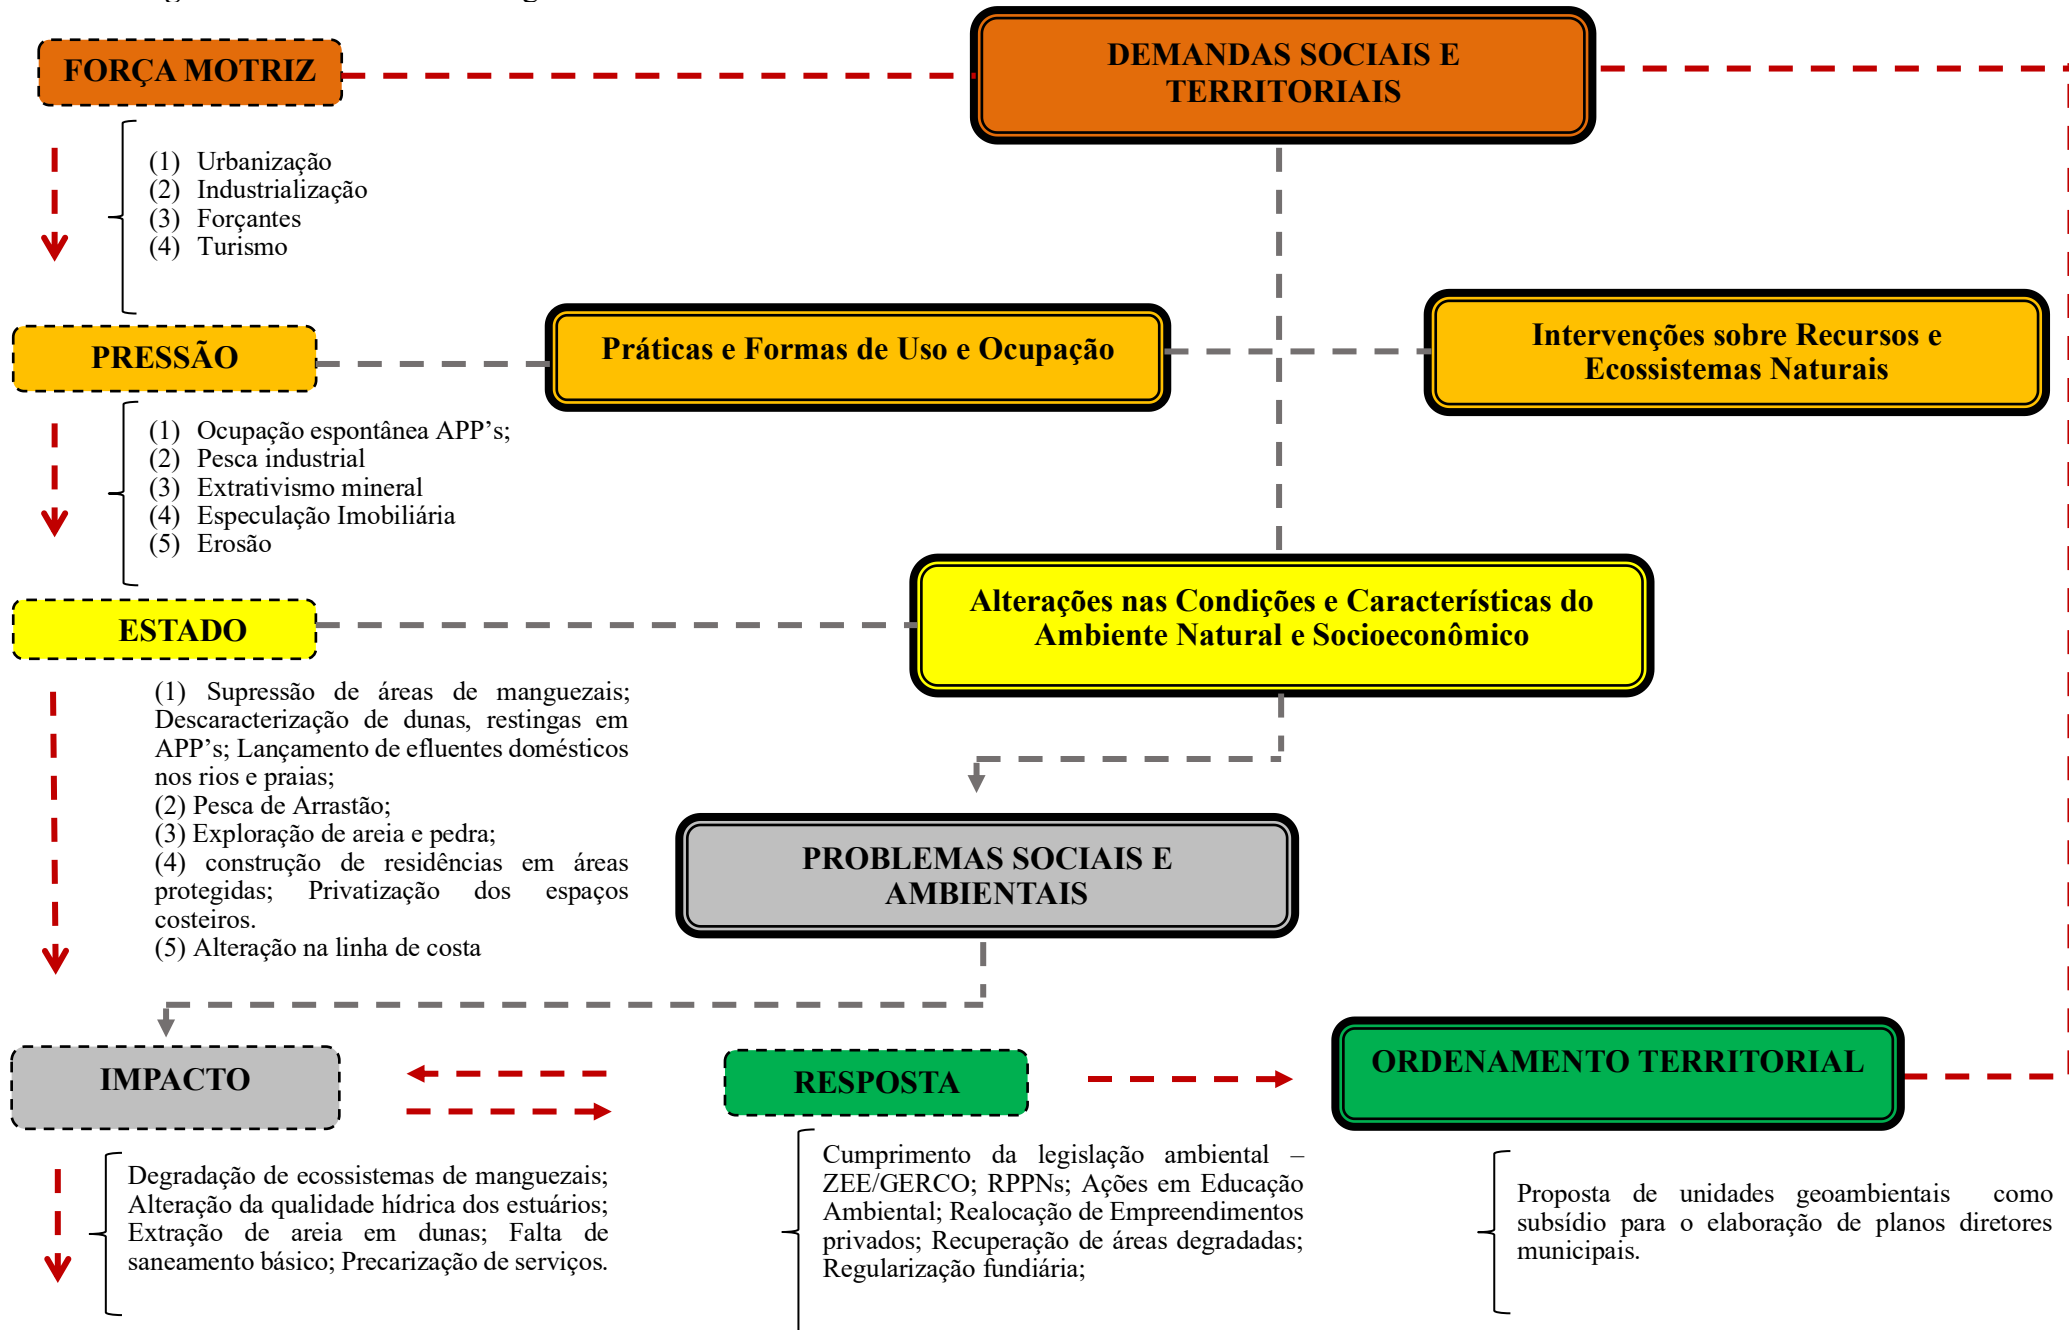 FORÇA MOTRIZ
DEMANDAS SOCIAIS E
TERRITORIAIS
(1) Urbanização
(2) Industrialização
(3) Forçantes
(4) Turismo
PRESSÃO
Práticas e Formas de Uso e Ocupação
Intervenções sobre Recursos e
Ecossistemas Naturais
(1) Ocupação espontânea APP's;
(2) Pesca industrial
(3) Extrativismo mineral
(4) Especulação Imobiliária
(5) Erosão
ESTADO
Alterações nas Condições e Características do
Ambiente Natural e Socioeconômico
(1) Supressão de áreas de manguezais;
Descaracterização de dunas, restingas em
APP's; Lançamento de efluentes domésticos
nos rios e praias;
(2) Pesca de Arrastão;
(3) Exploração de areia e pedra;
(4) construção de residências em áreas
protegidas; Privatização dos espaços
costeiros.
(5) Alteração na linha de costa
PROBLEMAS SOCIAIS E
AMBIENTAIS
IMPACTO
RESPOSTA
ORDENAMENTO TERRITORIAL
Degradação de ecossistemas de manguezais;
Alteração da qualidade hídrica dos estuários;
Extração de areia em dunas; Falta de
saneamento básico; Precarização de serviços.
Cumprimento da legislação ambiental –
ZEE/GERCO; RPPNs; Ações em Educação
Ambiental; Realocação de Empreendimentos
privados; Recuperação de áreas degradadas;
Regularização fundiária;
Proposta de unidades geoambientais como
subsídio para o elaboração de planos diretores
municipais.